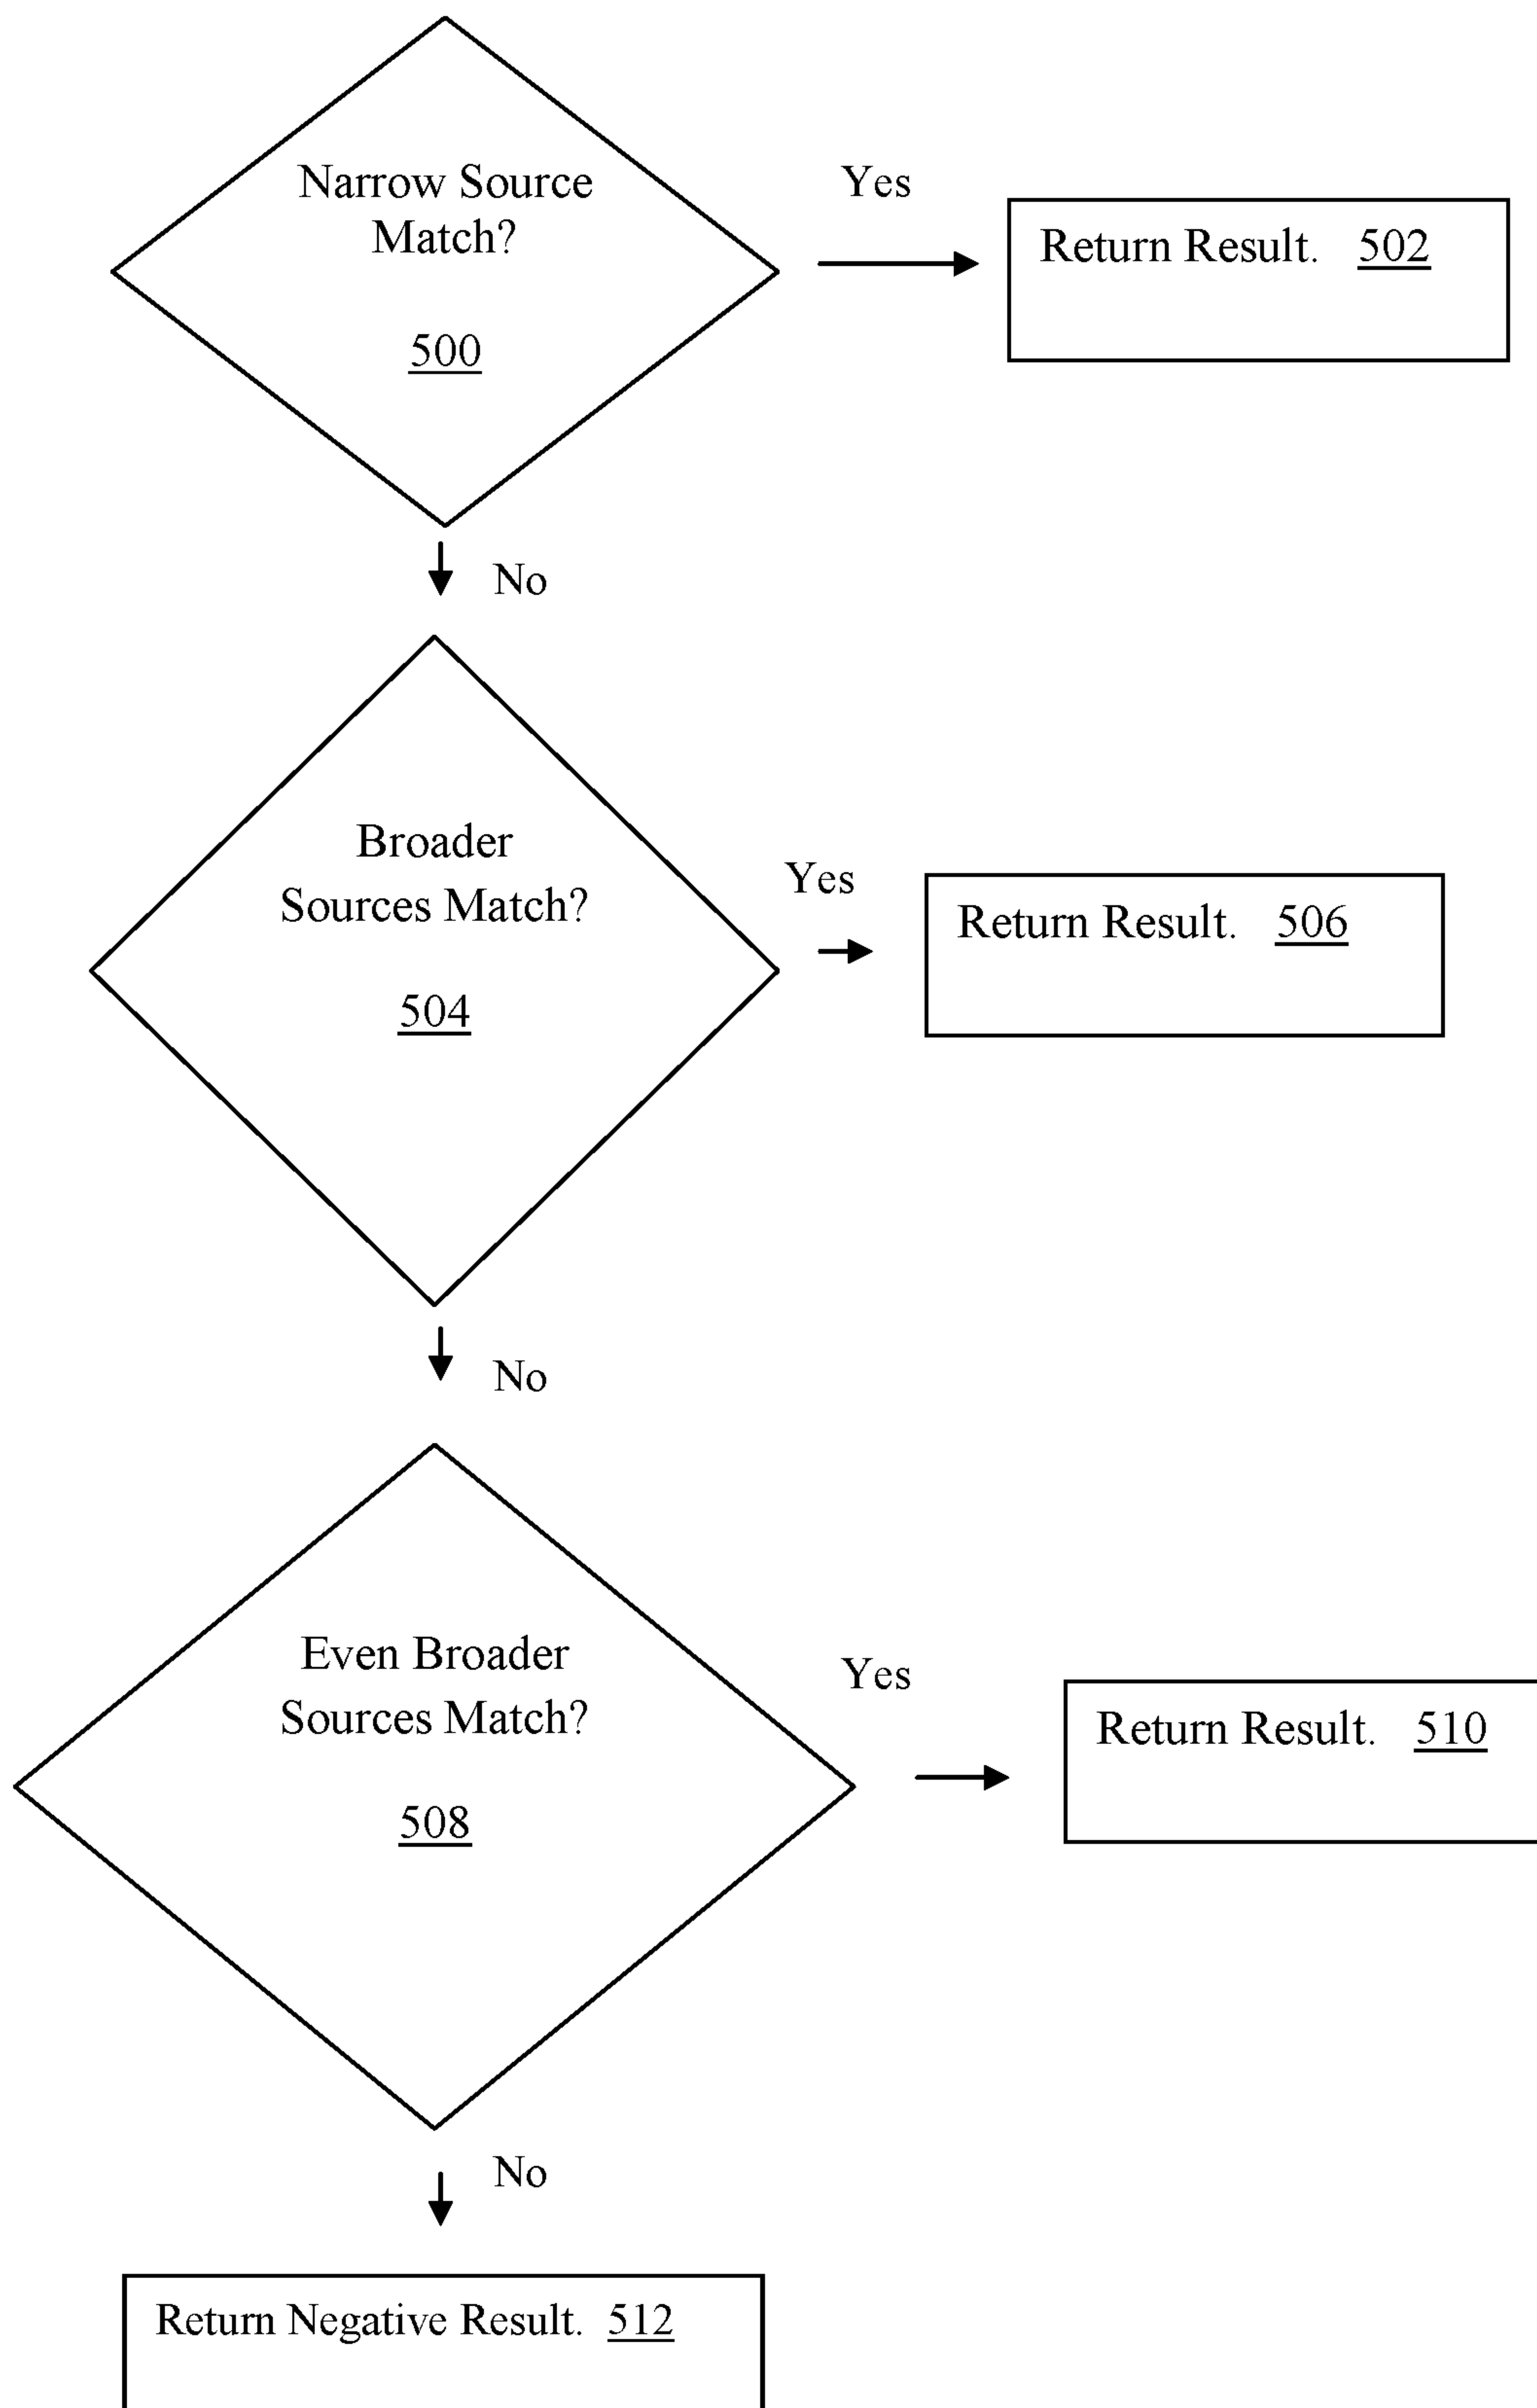 Narrow Source
Match?
500
Yes
Return Result. 502
No
Broader
Sources Match?
504
Yes
Return Result. 506
No
Even Broader
Sources Match?
508
Yes
Return Result. 510
No
Return Negative Result. 512